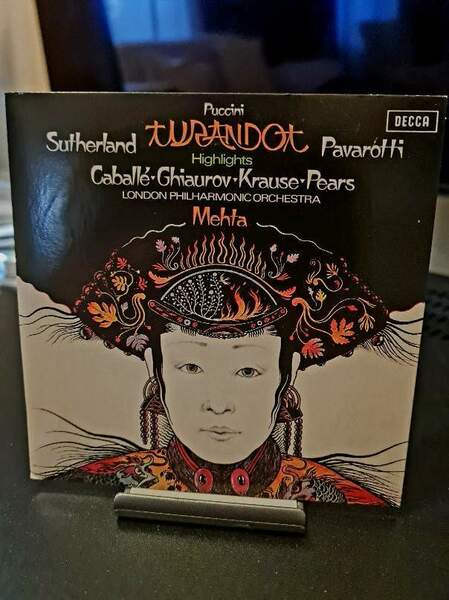 Puccini
DECCA
Sutherland TURANDOT Pavarotti
Highlights
Caballé·Ghiaurov·Krause·Pears
LONDON PHILHARMONIC ORCHESTRA
Mehta